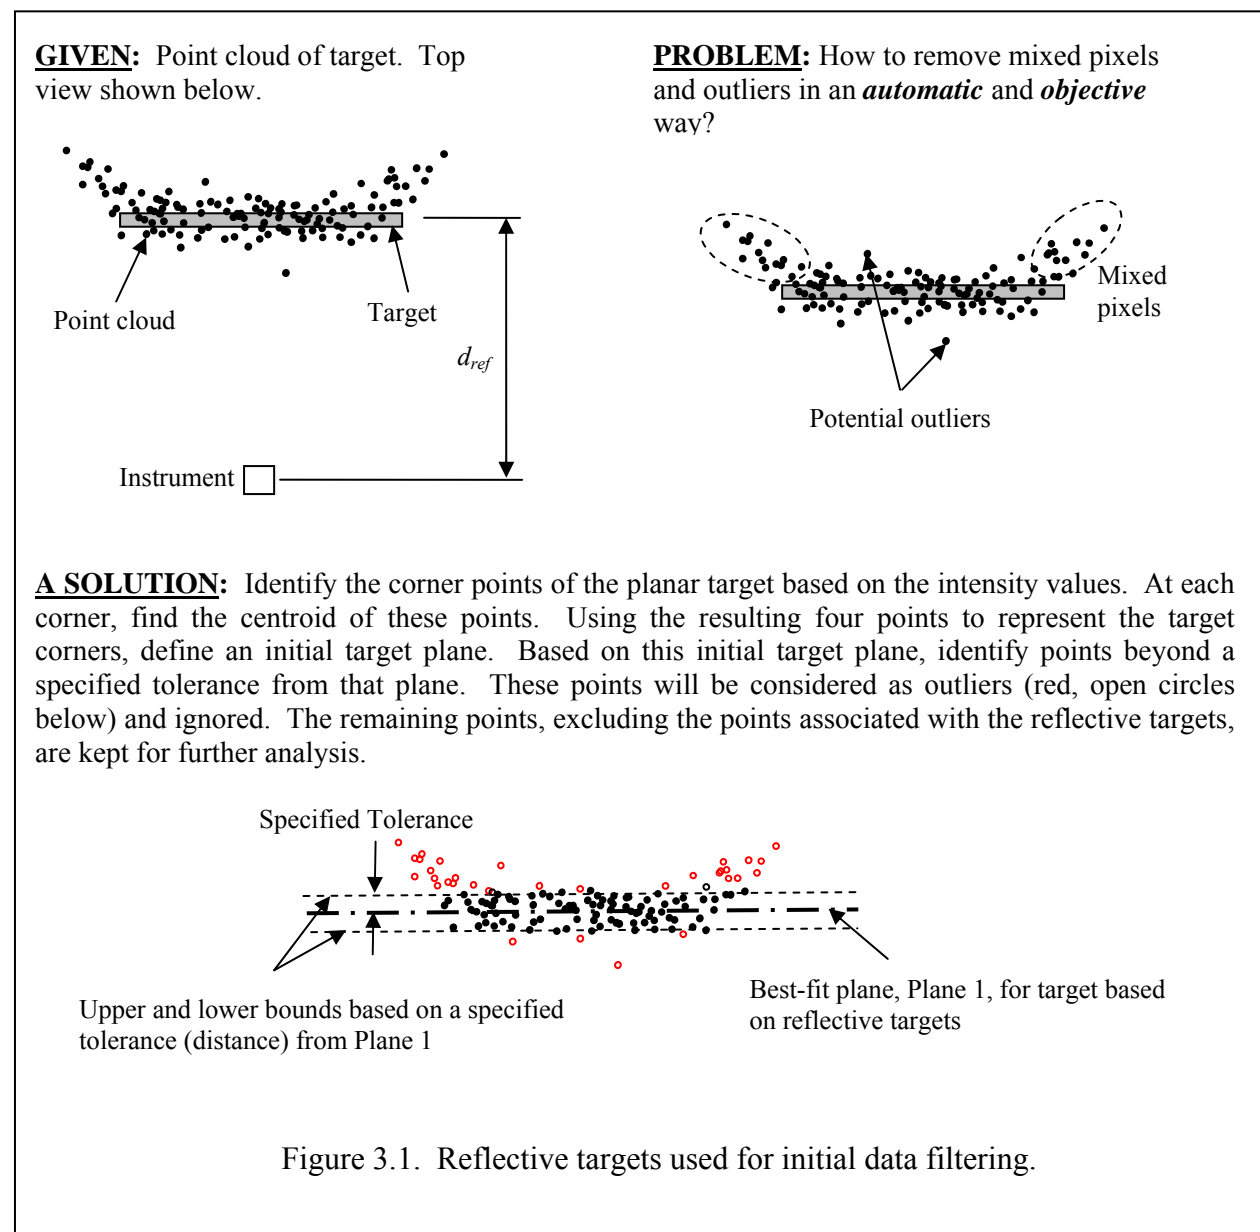 GIVEN: Point cloud of target. Top
view shown below.
Point cloud
Target
d_ref
Instrument
PROBLEM: How to remove mixed pixels
and outliers in an automatic and objective
way?
Mixed
pixels
Potential outliers
A SOLUTION: Identify the corner points of the planar target based on the intensity values. At each
corner, find the centroid of these points. Using the resulting four points to represent the target
corners, define an initial target plane. Based on this initial target plane, identify points beyond a
specified tolerance from that plane. These points will be considered as outliers (red, open circles
below) and ignored. The remaining points, excluding the points associated with the reflective targets,
are kept for further analysis.
Specified Tolerance
Upper and lower bounds based on a specified
tolerance (distance) from Plane 1
Best-fit plane, Plane 1, for target based
on reflective targets
Figure 3.1. Reflective targets used for initial data filtering.